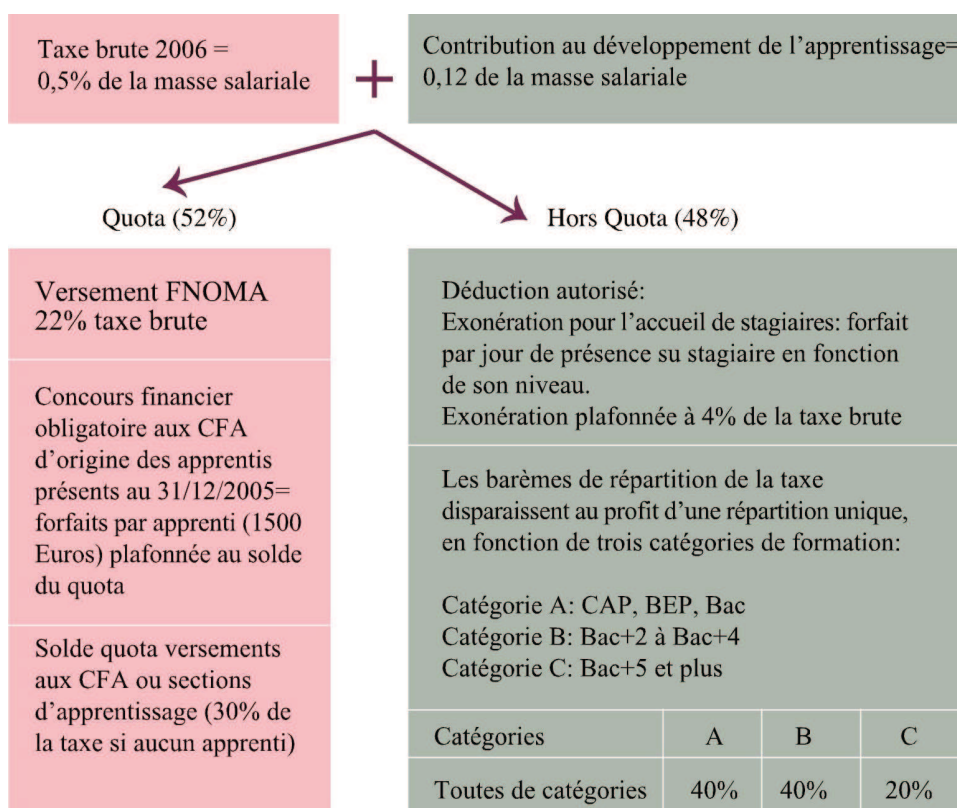 Taxe brute 2006 =
0,5% de la masse salariale
+
Contribution au développement de l’apprentissage=
0,12 de la masse salariale
Quota (52%)
Hors Quota (48%)
Versement FNOMA
22% taxe brute
Concours financier
obligatoire aux CFA
d’origine des apprentis
présents au 31/12/2005=
forfaits par apprenti (1500
Euros) plafonnée au solde
du quota
Solde quota versements
aux CFA ou sections
d’apprentissage (30% de
la taxe si aucun apprenti)
Déduction autorisé:
Exonération pour l’accueil de stagiaires: forfait
par jour de présence su stagiaire en fonction
de son niveau.
Exonération plafonnée à 4% de la taxe brute
Les barèmes de répartition de la taxe
disparaissent au profit d’une répartition unique,
en fonction de trois catégories de formation:
Catégorie A: CAP, BEP, Bac
Catégorie B: Bac+2 à Bac+4
Catégorie C: Bac+5 et plus
Catégories A B C
Toutes de catégories 40% 40% 20%